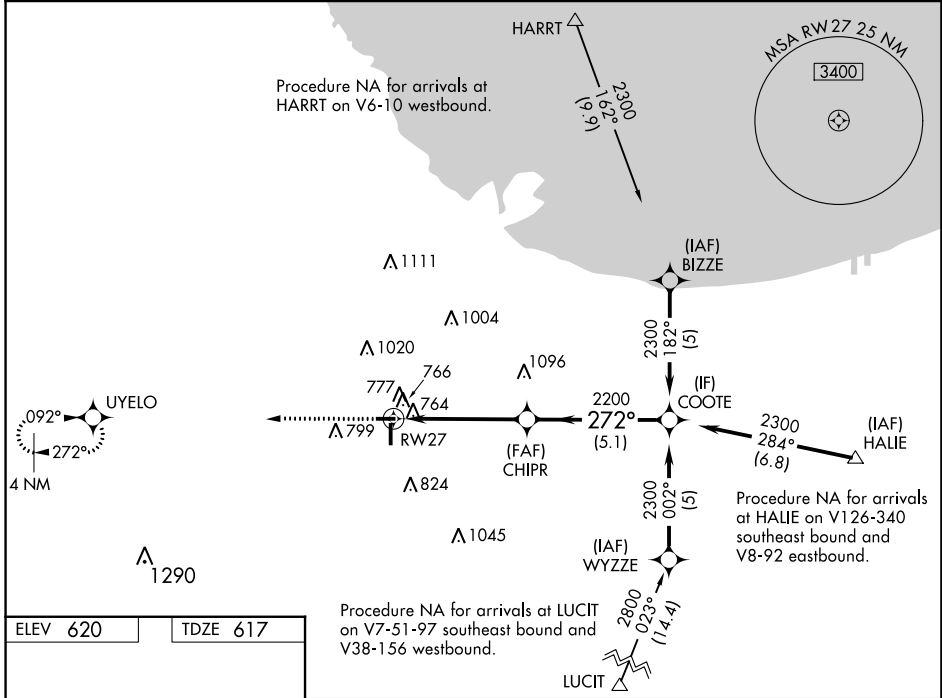 HARRT
MSA RW27 25 NM
3400
Procedure NA for arrivals at
HARRT on V6-10 westbound.
2300
162°
(9.9)
(IAF)
BIZZE
1111
1004
2300
182°
(5)
1020
1096
766
777
764
(IF)
COOTE
UYELO
092°
2200
272°
(5.1)
2300
284°
(6.8)
(IAF)
HALIE
799
RW27
(FAF)
CHIPR
272°
4 NM
824
2300
002°
(5)
Procedure NA for arrivals
at HALIE on V126-340
southeast bound and
V8-92 eastbound.
1045
(IAF)
WYZZE
1290
Procedure NA for arrivals at LUCIT
on V7-51-97 southeast bound and
V38-156 westbound.
2800
023°
(14.4)
ELEV 620
TDZE 617
LUCIT